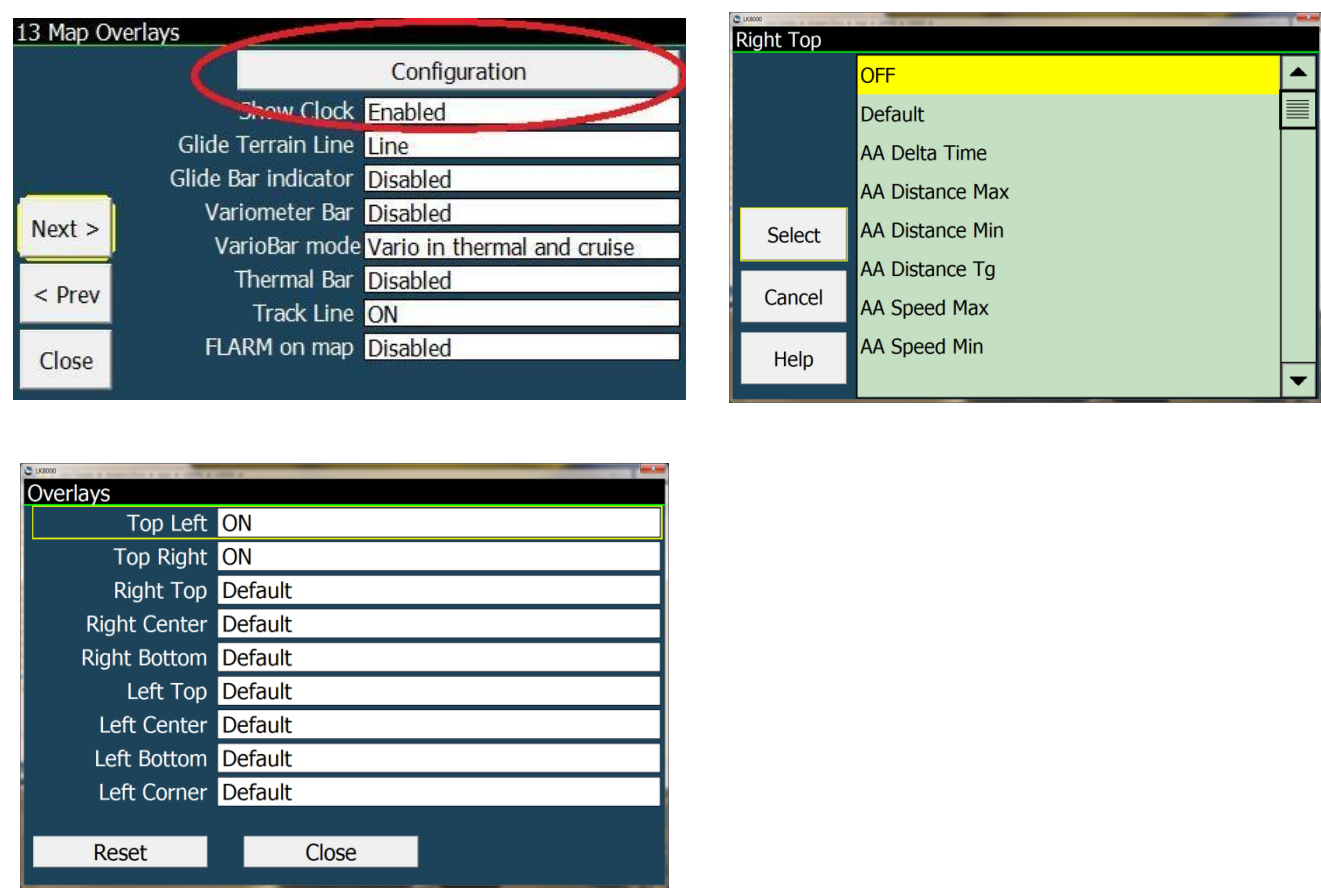 13 Map Overlays
Configuration
Show Clock Enabled
Glide Terrain Line Line
Glide Bar indicator Disabled
Variometer Bar Disabled
VarioBar mode Vario in thermal and cruise
Thermal Bar Disabled
Track Line ON
FLARM on map Disabled
Next >
< Prev
Close
LK8000
Right Top
OFF
Default
AA Delta Time
AA Distance Max
AA Distance Min
AA Distance Tg
AA Speed Max
AA Speed Min
Select
Cancel
Help
LK8000
Overlays
Top Left ON
Top Right ON
Right Top Default
Right Center Default
Right Bottom Default
Left Top Default
Left Center Default
Left Bottom Default
Left Corner Default
Reset Close